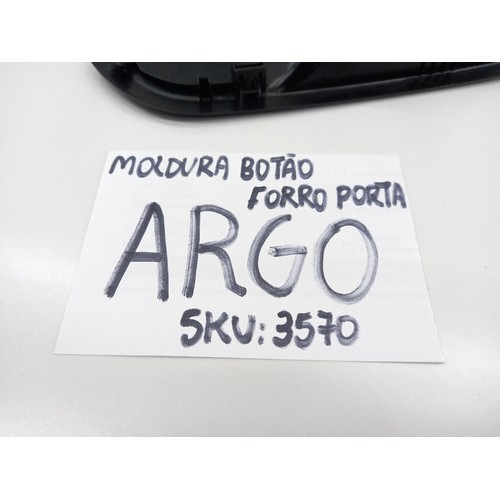 MOLDURA BOTÃO
FORRO PORTA
ARGO
SKU: 3570